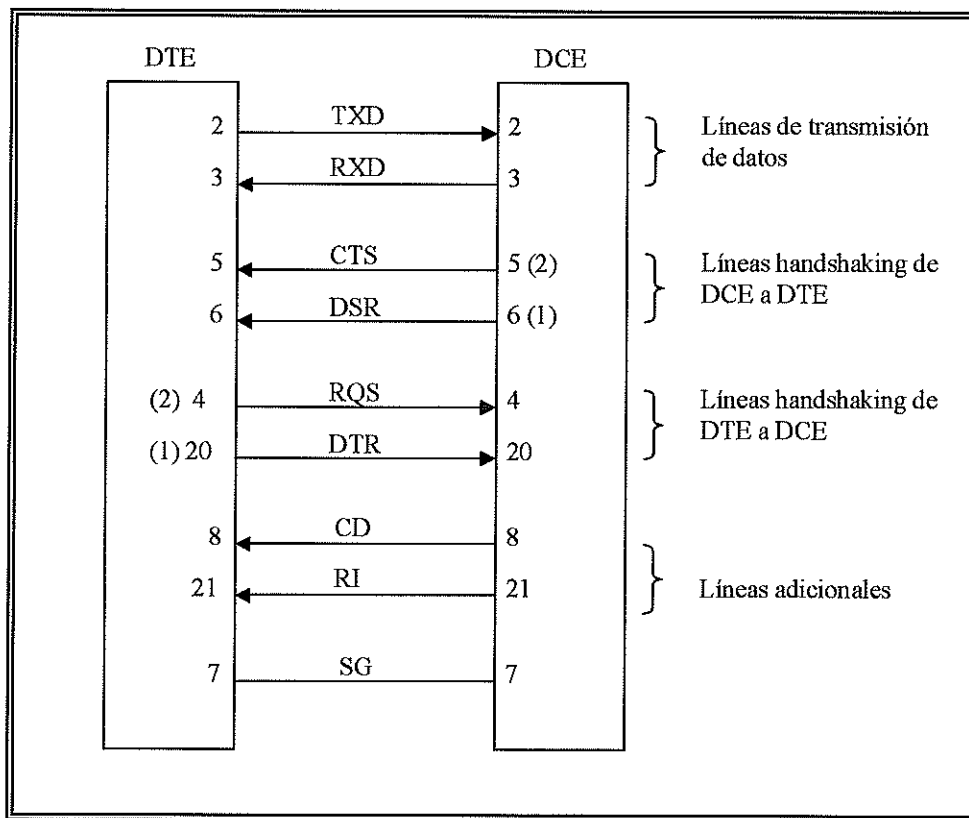 DTE DCE
2 TXD 2
Líneas de transmisión
de datos
3 RXD 3
5 CTS 5 (2)
Líneas handshaking de
DCE a DTE
6 DSR 6 (1)
(2) 4 RQS 4
Líneas handshaking de
DTE a DCE
(1) 20 DTR 20
8 CD 8
21 RI 21
Líneas adicionales
7 SG 7